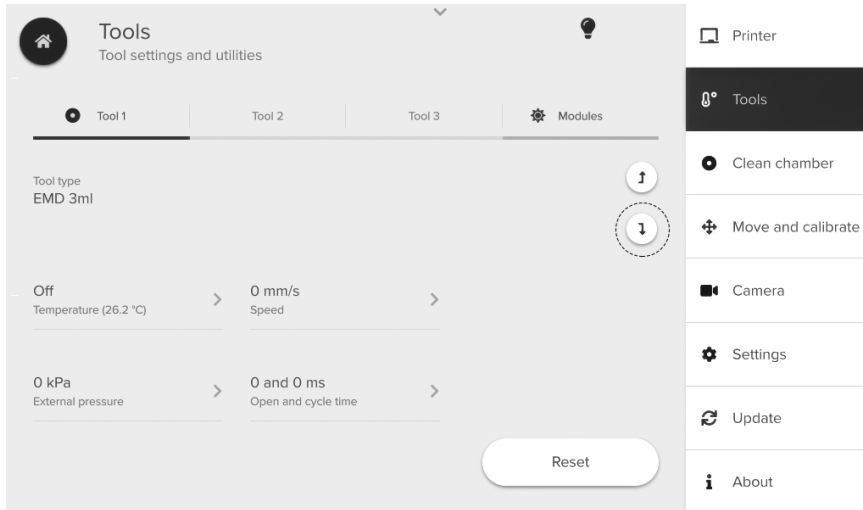 Tools
Tool settings and utilities
Tool 1
Tool 2
Tool 3
Modules
Tool type
EMD 3ml
Off
Temperature (26.2 °C)
0 mm/s
Speed
0 kPa
External pressure
0 and 0 ms
Open and cycle time
Reset
Printer
Tools
Clean chamber
Move and calibrate
Camera
Settings
Update
About